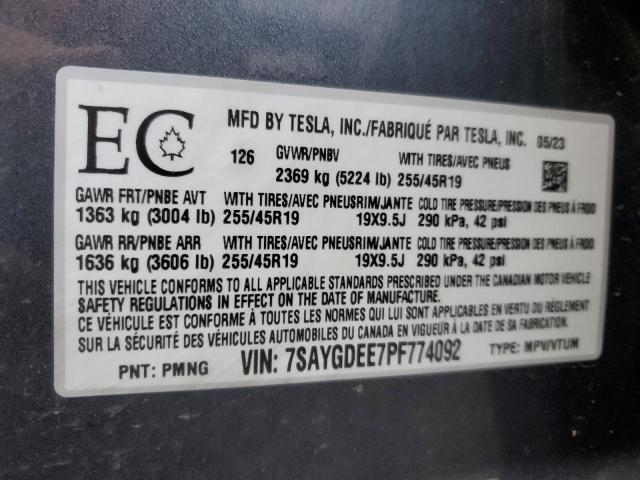 EC
MFD BY TESLA, INC./FABRIQUÉ PAR TESLA, INC. 05/23
126 GVWR/PNBV WITH TIRES/AVEC PNEUS
2369 kg (5224 lb) 255/45R19
GAWR FRT/PNBE AVT WITH TIRES/AVEC PNEUS RIM/JANTE COLD TIRE PRESSURE/PRESSION DES PNEUS À FROID
1363 kg (3004 lb) 255/45R19 19X9.5J 290 kPa, 42 psi
GAWR RR/PNBE ARR WITH TIRES/AVEC PNEUS RIM/JANTE COLD TIRE PRESSURE/PRESSION DES PNEUS À FROID
1636 kg (3606 lb) 255/45R19 19X9.5J 290 kPa, 42 psi
THIS VEHICLE CONFORMS TO ALL APPLICABLE STANDARDS PRESCRIBED UNDER THE CANADIAN MOTOR VEHICLE
SAFETY REGULATIONS IN EFFECT ON THE DATE OF MANUFACTURE.
CE VÉHICULE EST CONFORME À TOUTES LES NORMES QUI LUI SONT APPLICABLES EN VERTU DU RÈGLEMENT
SUR LA SÉCURITÉ DES VÉHICULES AUTOMOBILES DU CANADA EN VIGUEUR À LA DATE DE SA FABRICATION.
PNT: PMNG VIN: 7SAYGDEE7PF774092 TYPE: MPV/VTUM